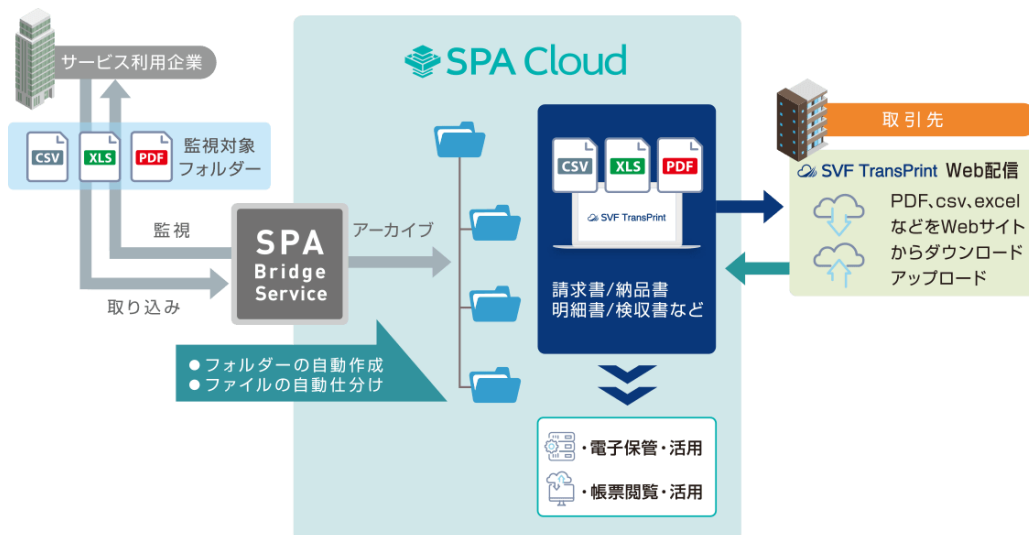 サービス利用企業
CSV
XLS
PDF
監視対象
フォルダー
監視
取り込み
SPA
Bridge
Service
アーカイブ
●フォルダーの自動作成
●ファイルの自動仕分け
SPA Cloud
CSV
XLS
PDF
SVF TransPrint
請求書/納品書
明細書/検収書など
・電子保管・活用
・帳票閲覧・活用
取引先
SVF TransPrint Web配信
PDF、csv、excel
などをWebサイト
からダウンロード
アップロード